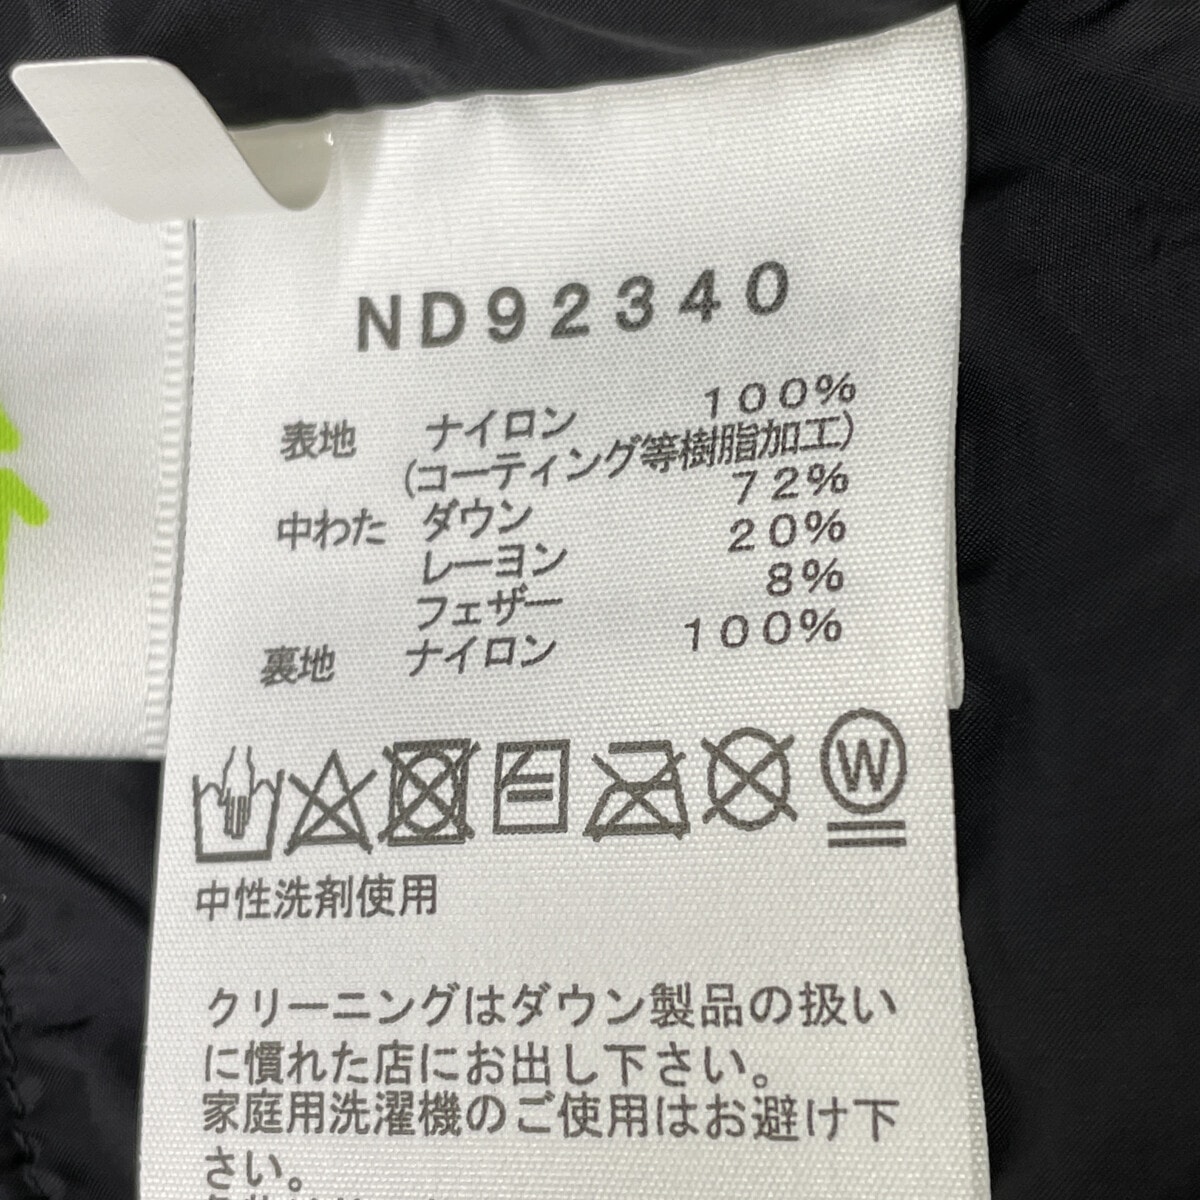 ND92340
表地 ナイロン 100%
(コーティング等樹脂加工)
中わた ダウン 72%
レーヨン 20%
フェザー 8%
裏地 ナイロン 100%
W
中性洗剤使用
クリーニングはダウン製品の扱い
に慣れた店にお出し下さい。
家庭用洗濯機のご使用はお避け下
さい。